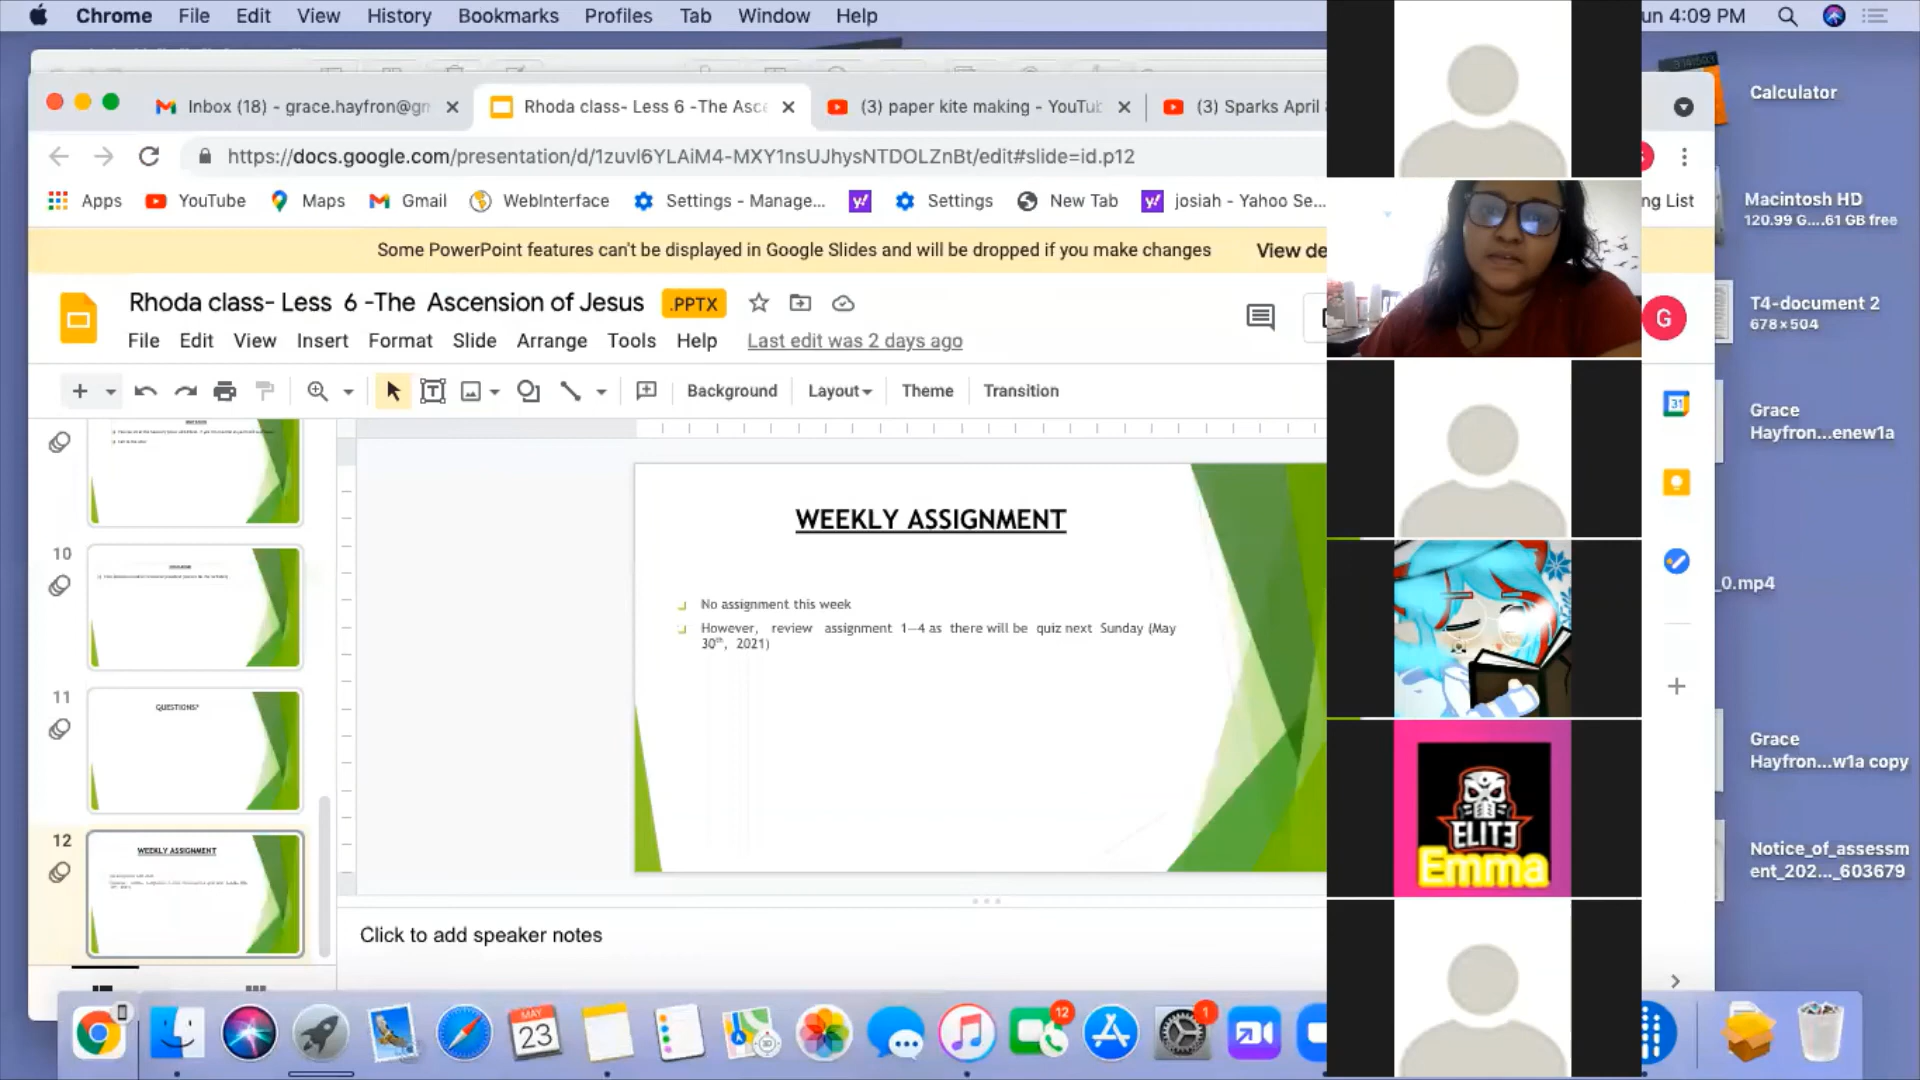 Chrome File Edit View History Bookmarks Profiles Tab Window Help
un 4:09 PM
Inbox (18) - grace.hayfron@gm
Rhoda class- Less 6 -The Asce
(3) paper kite making - YouTub
(3) Sparks April
https://docs.google.com/presentation/d/1zuvl6YLAiM4-MXY1nsUJhysNTDOLZnBt/edit#slide=id.p12
Apps YouTube Maps Gmail WebInterface Settings - Manage... Settings New Tab josiah - Yahoo Se...
ng List
Some PowerPoint features can't be displayed in Google Slides and will be dropped if you make changes View de
Rhoda class- Less 6 -The Ascension of Jesus .PPTX
G
File Edit View Insert Format Slide Arrange Tools Help Last edit was 2 days ago
Background Layout Theme Transition
31
10
11
QUESTIONS?
12
WEEKLY ASSIGNMENT
WEEKLY ASSIGNMENT
No assignment this week
However, review assignment 1–4 as there will be quiz next Sunday (May
30th, 2021)
Click to add speaker notes
ELIT3
Emma
Calculator
Macintosh HD
120.99 G....61 GB free
T4-document 2
678×504
Grace
Hayfron...enew1a
_0.mp4
Grace
Hayfron...w1a copy
Notice_of_assessm
ent_202..._603679
MAY
23
12
1